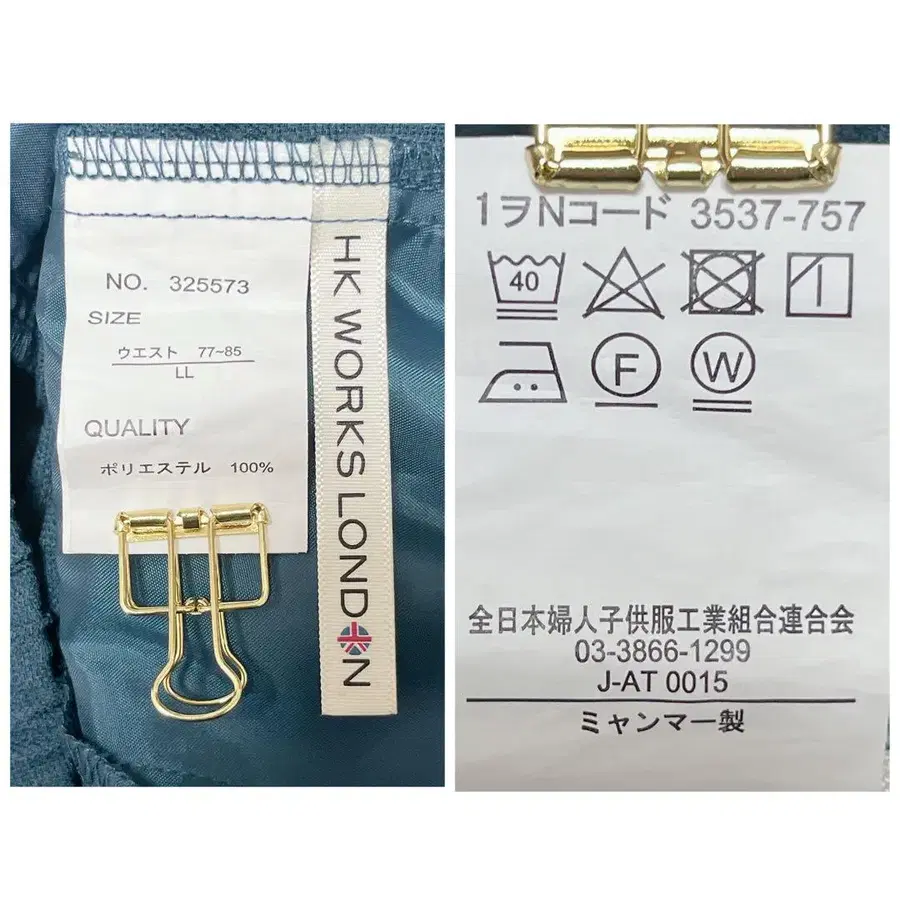 NO. 325573
SIZE
ウエスト 77~85
LL
QUALITY
ポリエステル 100%
HK WORKS LONDON
1ヲNコード 3537-757
40
F
W
全日本婦人子供服工業組合連合会
03-3866-1299
J-AT 0015
ミャンマー製